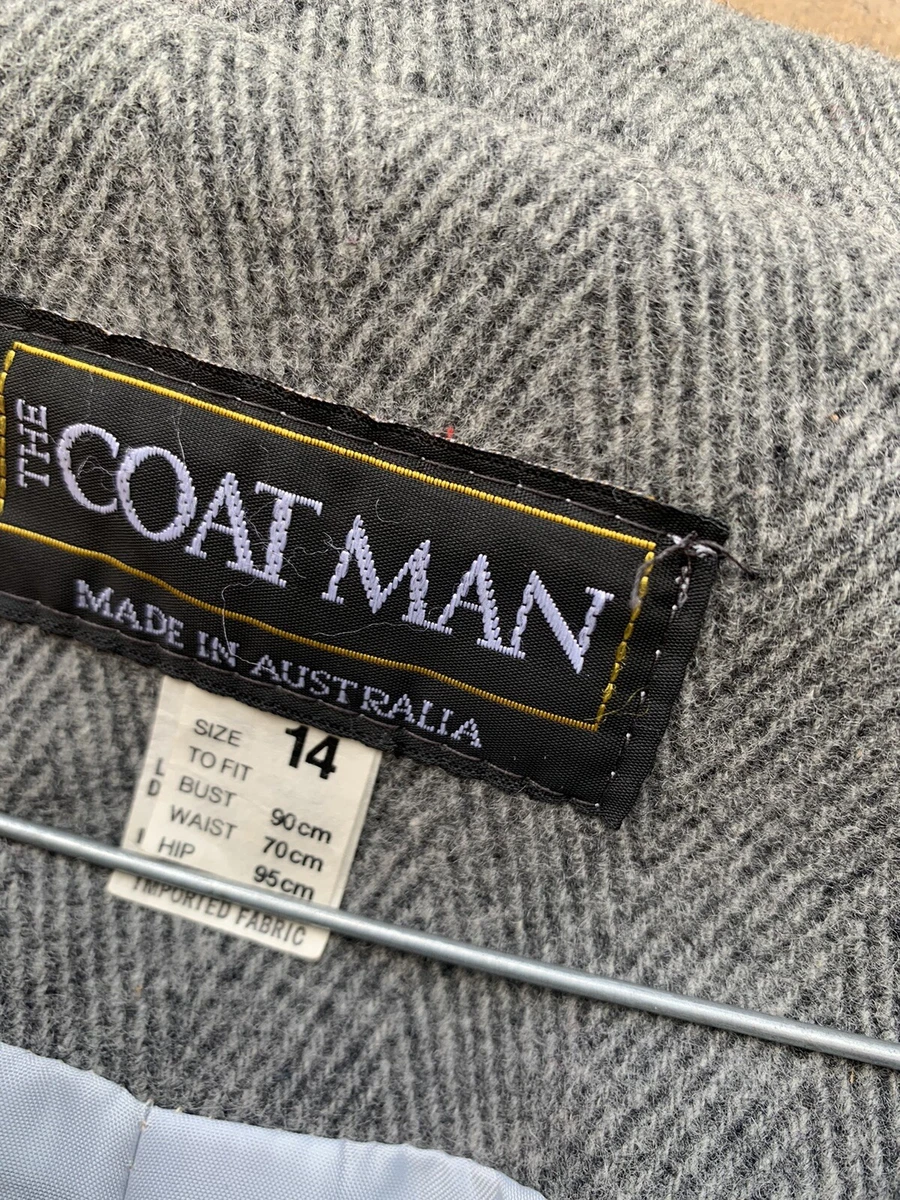 THE COAT MAN
MADE IN AUSTRALIA
SIZE 14
TO FIT
BUST 90cm
WAIST 70cm
HIP 95cm
IMPORTED FABRIC